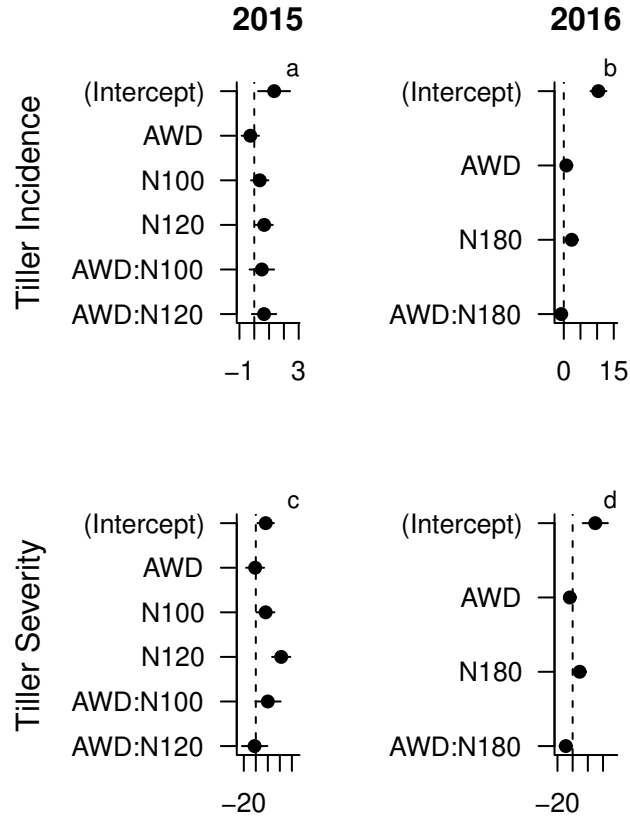 2015
2016
Tiller Incidence
a
(Intercept)
AWD
N100
N120
AWD:N100
AWD:N120
−1
3
b
(Intercept)
AWD
N180
AWD:N180
0
15
Tiller Severity
c
(Intercept)
AWD
N100
N120
AWD:N100
AWD:N120
−20
d
(Intercept)
AWD
N180
AWD:N180
−20